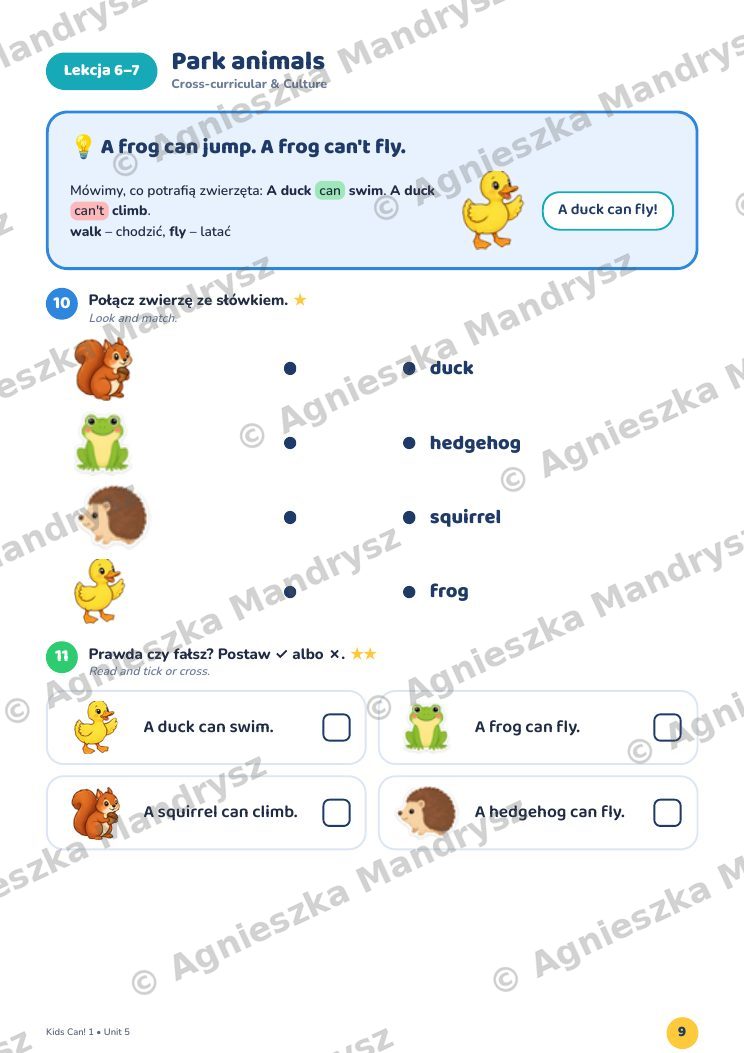 Lekcja 6–7
Park animals
Cross-curricular & Culture
💡 A frog can jump. A frog can't fly.
Mówimy, co potrafią zwierzęta: A duck can swim. A duck
can't climb.
walk – chodzić, fly – latać
A duck can fly!
10 Połącz zwierzę ze słówkiem. ★
Look and match.
duck
hedgehog
squirrel
frog
11 Prawda czy fałsz? Postaw ✓ albo ✗. ★★
Read and tick or cross.
A duck can swim.
A frog can fly.
A squirrel can climb.
A hedgehog can fly.
Kids Can! 1 • Unit 5
9
© Agnieszka Mandrysz